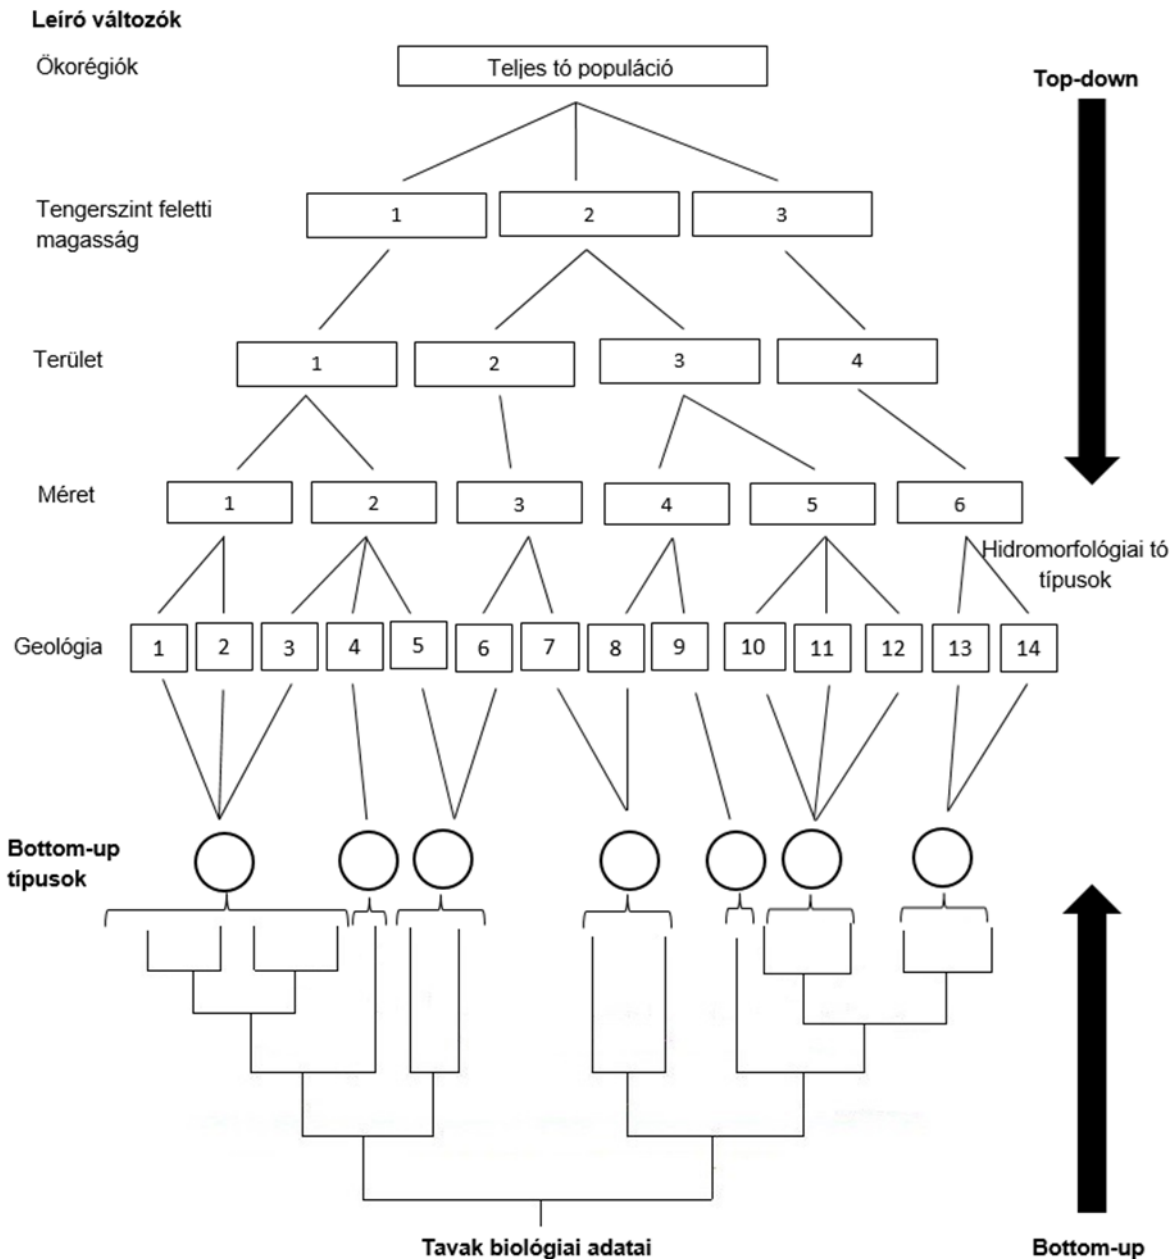 Leíró változók
Ökorégiók
Teljes tó populáció
Top-down
Tengerszint feletti
magasság
1 2 3
Terület
1 2 3 4
Méret
1 2 3 4 5 6
Hidromorfológiai tó
típusok
Geológia
1 2 3 4 5 6 7 8 9 10 11 12 13 14
Bottom-up
típusok
Tavak biológiai adatai
Bottom-up